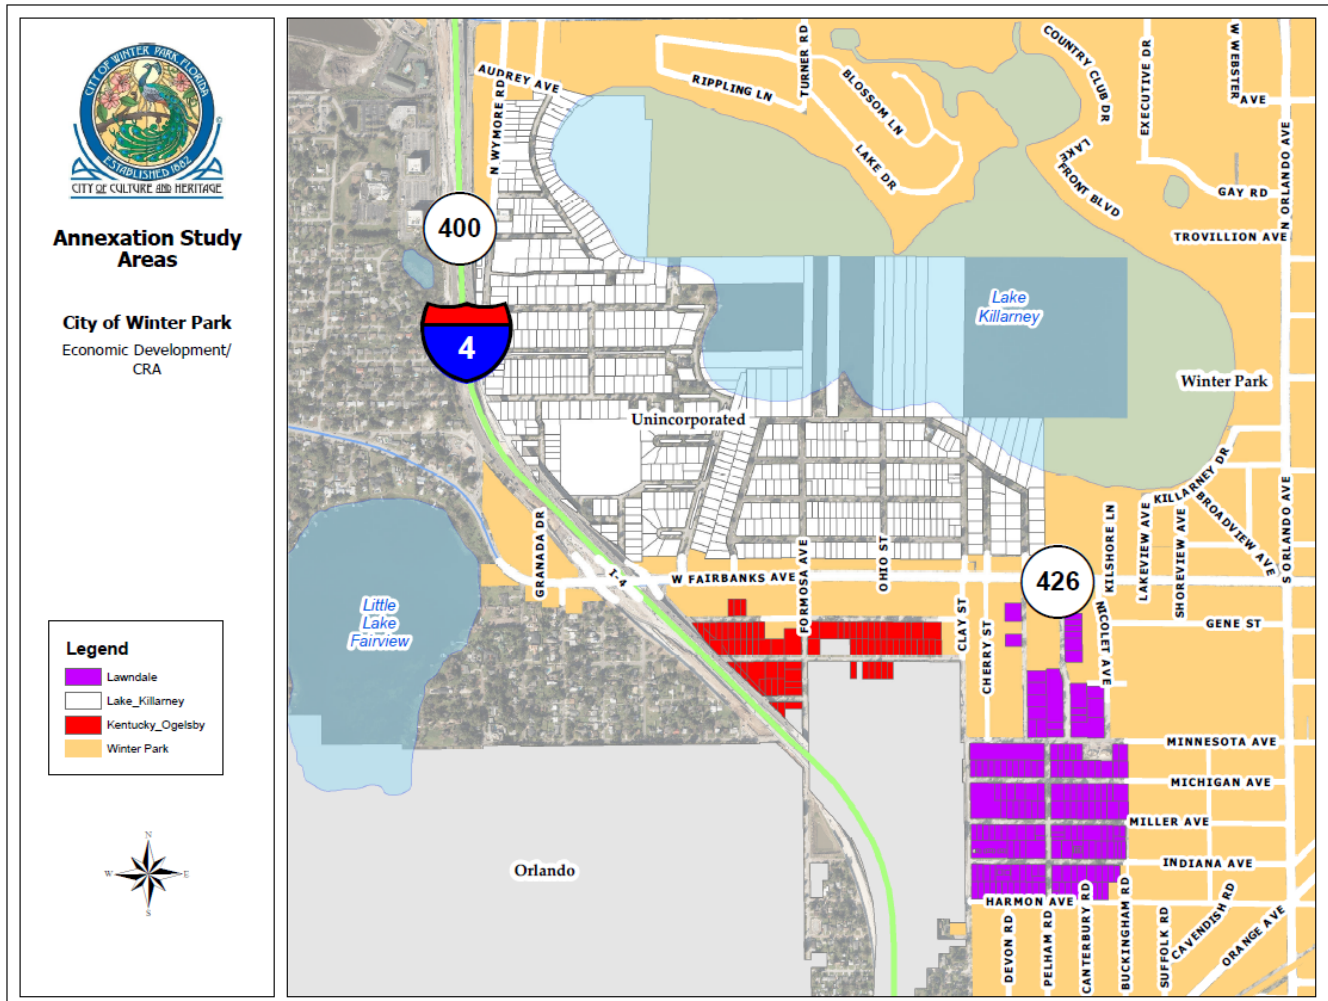 CITY OF WINTER PARK, FLORIDA
ESTABLISHED 1882
CITY OF CULTURE AND HERITAGE
Annexation Study
Areas
City of Winter Park
Economic Development/
CRA
Legend
Lawndale
Lake_Killarney
Kentucky_Ogelsby
Winter Park
N
W
E
S
AUDREY AVE
N WYMORE RD
RIPPLING LN
TURNER RD
BLOSSOM LN
LAKE DR
COUNTRY CLUB DR
EXECUTIVE DR
W WEBSTER
AVE
LAKE
FRONT BLVD
GAY RD
N ORLANDO AVE
TROVILLION AVE
400
4
Lake
Killarney
Winter Park
Unincorporated
KILLARNEY DR
BROADVIEW AVE
S ORLANDO AVE
GRANADA DR
I-4
W FAIRBANKS AVE
FORMOSA AVE
OHIO ST
CLAY ST
CHERRY ST
426
KILSHORE LN
LAKEVIEW AVE
SHOREVIEW AVE
NICOLET AVE
GENE ST
Little
Lake
Fairview
MINNESOTA AVE
MICHIGAN AVE
MILLER AVE
INDIANA AVE
HARMON AVE
Orlando
DEVON RD
PELHAM RD
CANTERBURY RD
BUCKINGHAM RD
SUFFOLK RD
CAVENDISH RD
ORANGE AVE